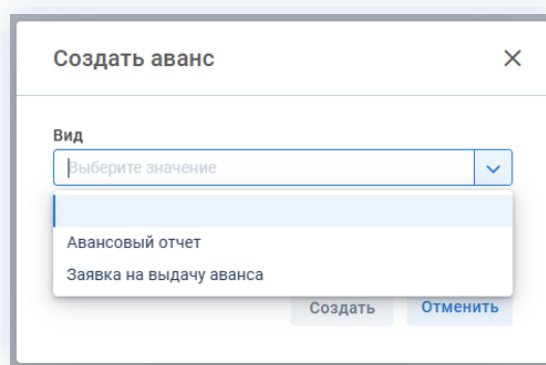 Создать аванс
Вид
Выберите значение
Авансовый отчет
Заявка на выдачу аванса
Создать Отменить